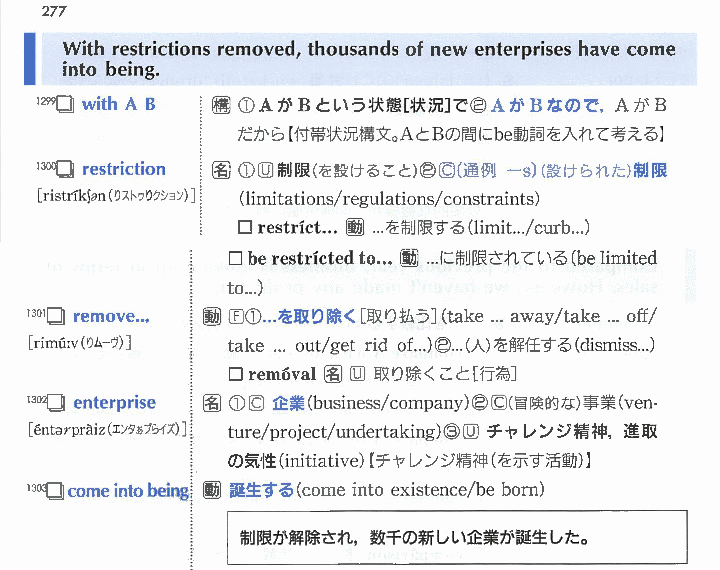 277
With restrictions removed, thousands of new enterprises have come
into being.
1299□ with A B 構 ①A が B という状態[状況]で②A が B なので, A が B
だから【付帯状況構文。AとBの間にbe動詞を入れて考える】
1300□ restriction 名 ①Ⓤ制限(を設けること)②Ⓒ(通例 ―s)(設けられた)制限
[ristríkʃən(リストゥリクション)] (limitations/regulations/constraints)
□ restríct... 動 ...を制限する(limit.../curb...)
□ be restrícted to... 動 ...に制限されている(be limited
to...)
1301□ remove... 動 Ⓕ①...を取り除く[取り払う](take ... away/take ... off/
[rimúːv(リムーヴ)] take ... out/get rid of...)②...(人)を解任する(dismiss...)
□ remóval 名 Ⓤ 取り除くこと[行為]
1302□ enterprise 名 ①Ⓒ 企業(business/company)②Ⓒ(冒険的な)事業(ven-
[éntərpràiz(エンタぁプライズ)] ture/project/undertaking)③Ⓤ チャレンジ精神, 進取
の気性(initiative)【チャレンジ精神(を示す活動)】
1303□ come into being 動 誕生する(come into existence/be born)
制限が解除され, 数千の新しい企業が誕生した。